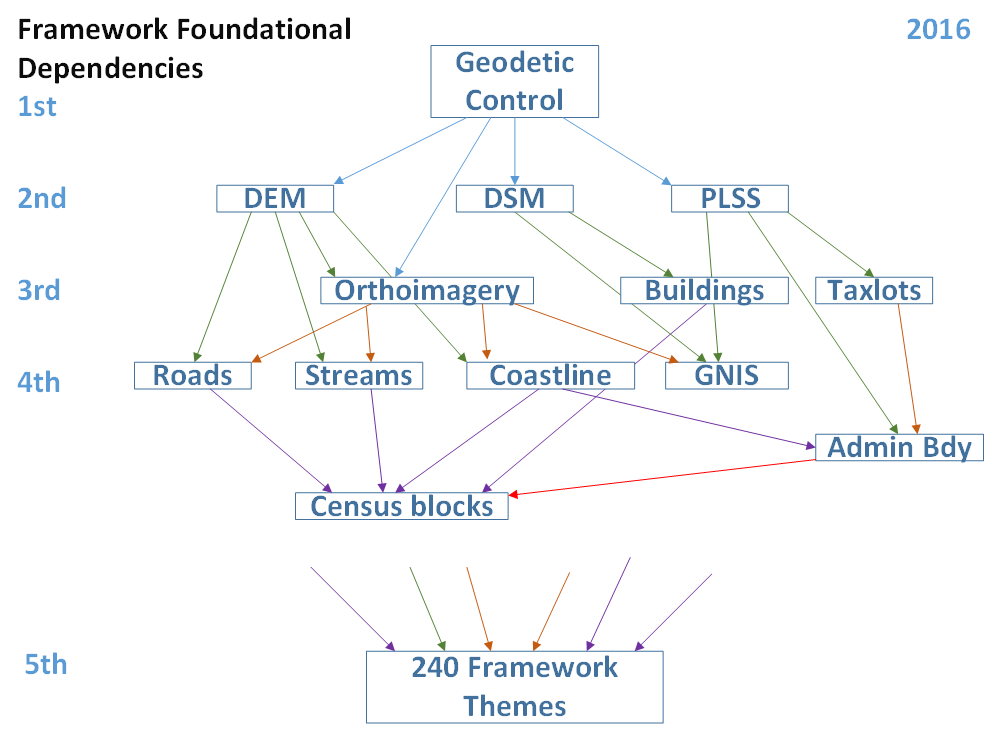 Framework Foundational
Dependencies
2016
Geodetic
Control
1st
2nd
DEM
DSM
PLSS
3rd
Orthoimagery
Buildings
Taxlots
4th
Roads
Streams
Coastline
GNIS
Admin Bdy
Census blocks
5th
240 Framework
Themes